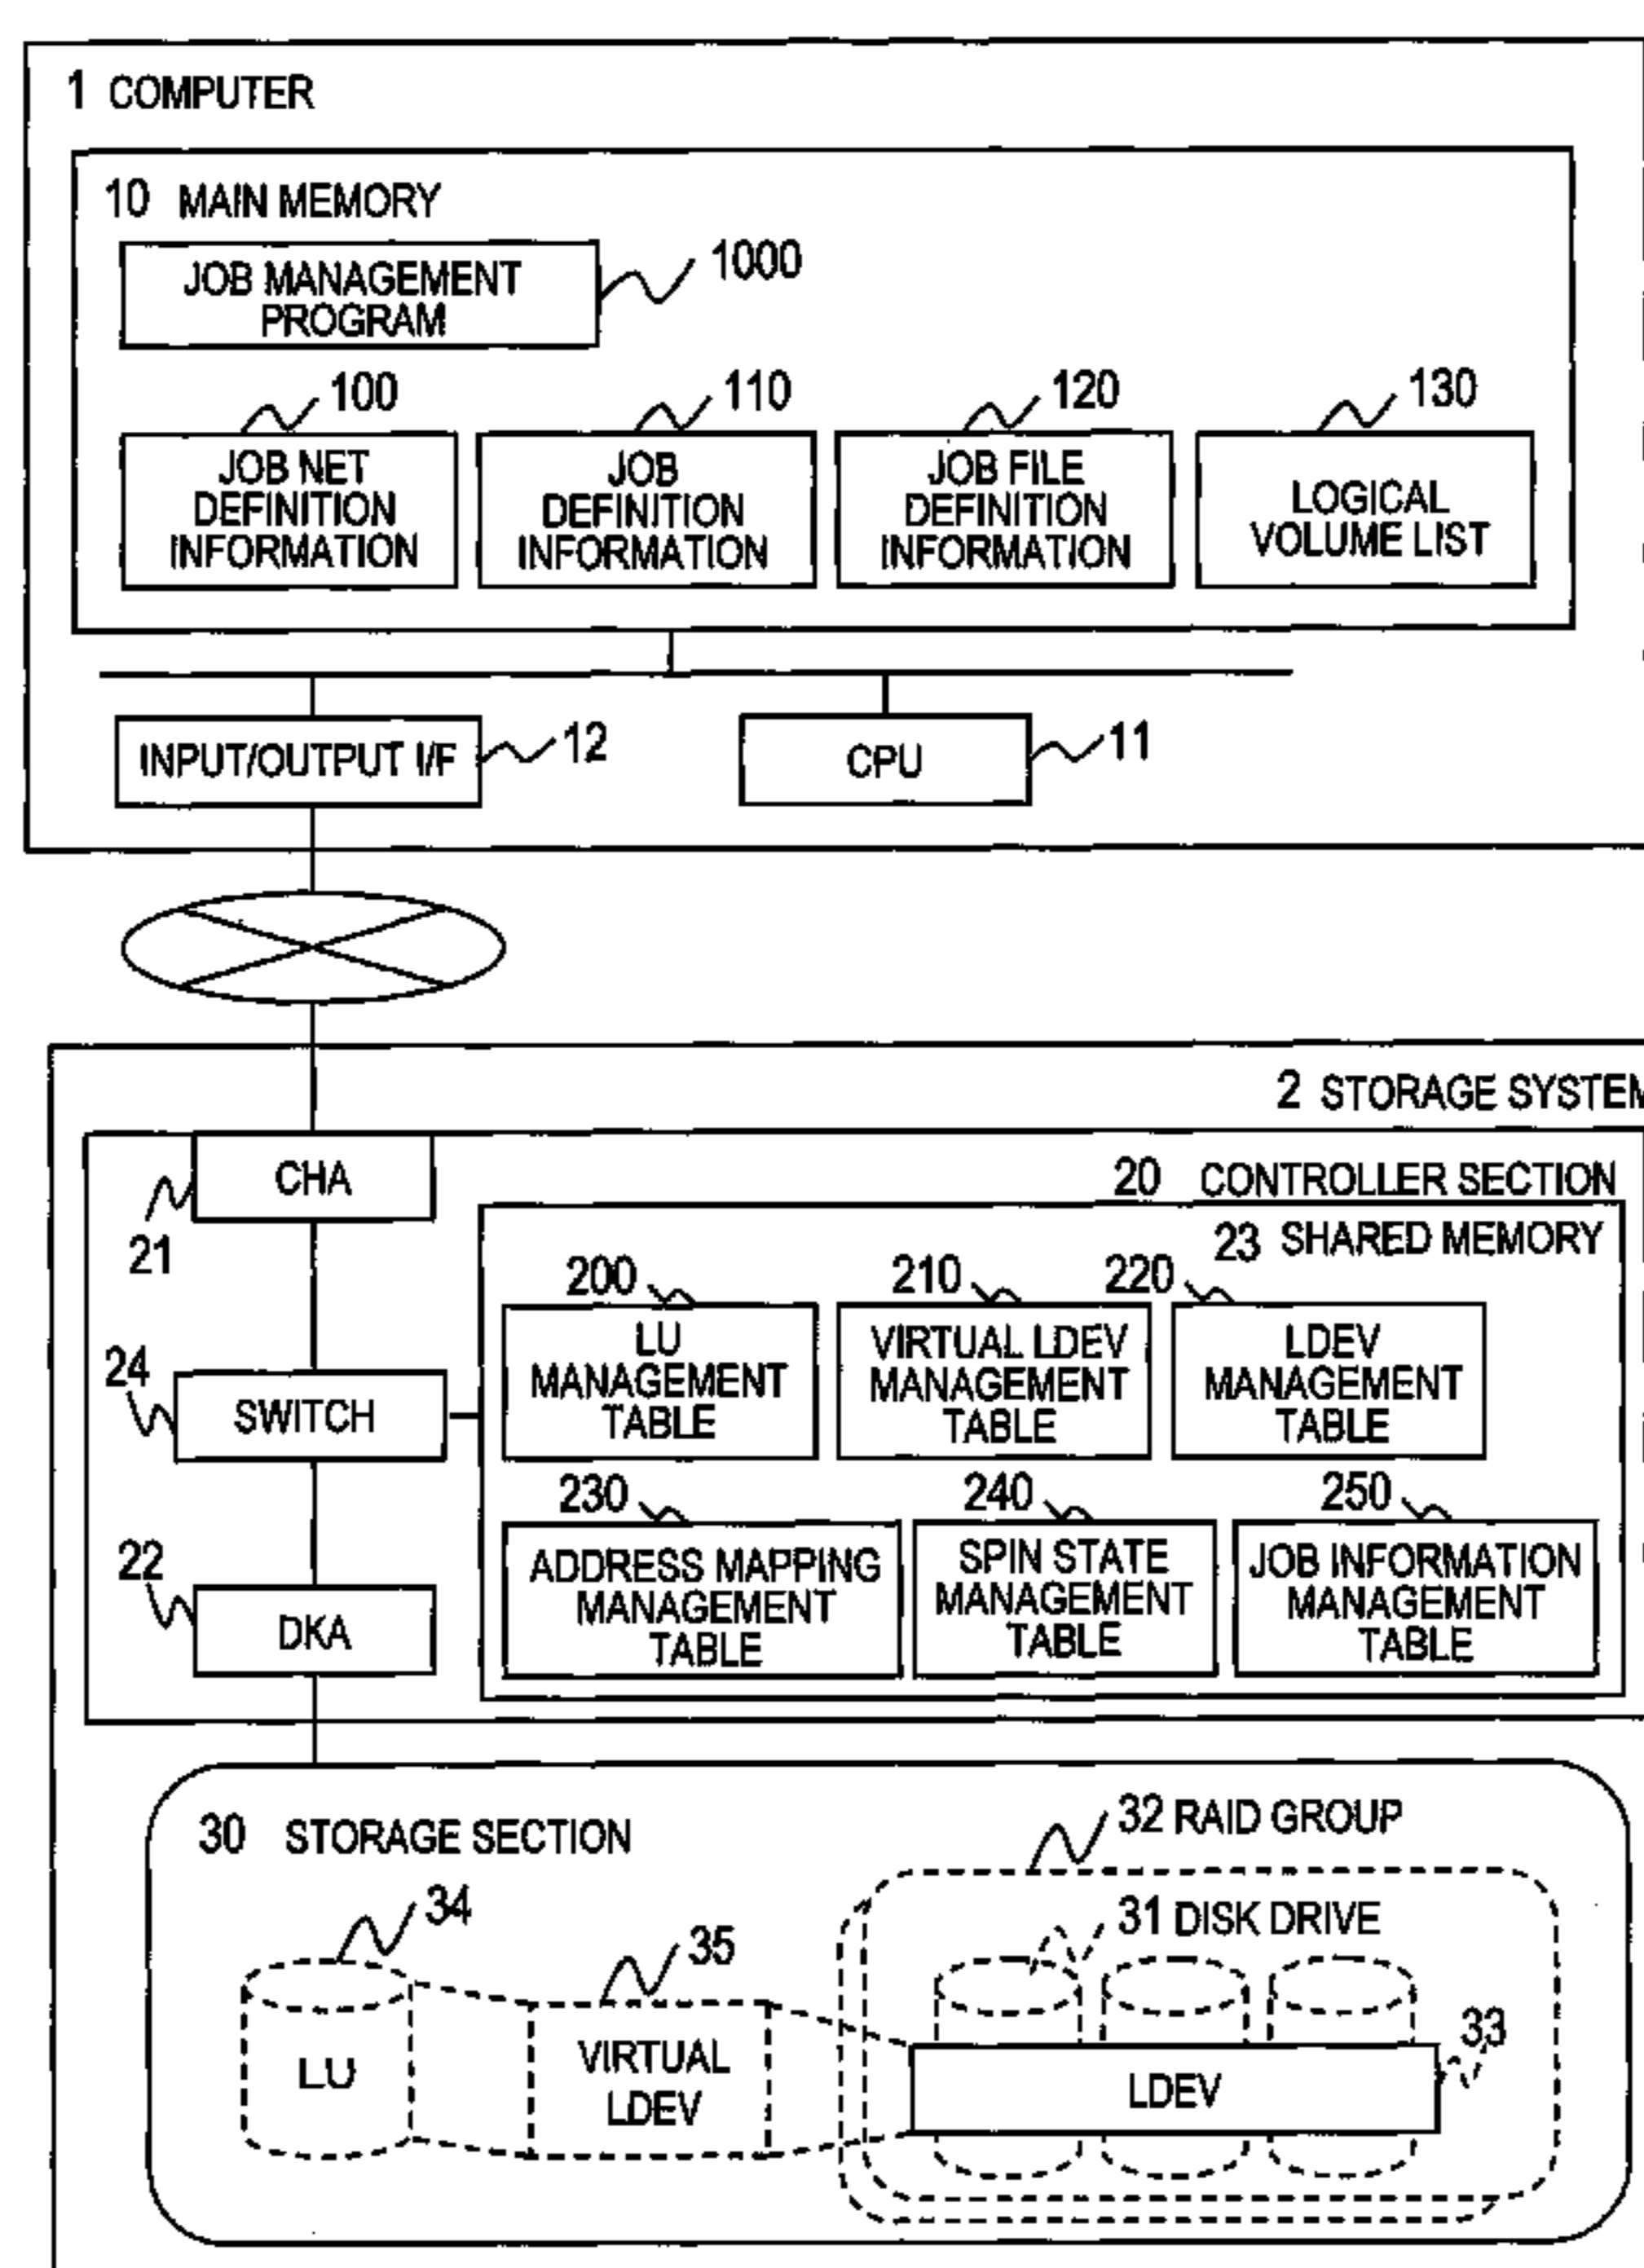 1 COMPUTER
10 MAIN MEMORY
JOB MANAGEMENT
PROGRAM
1000
100
JOB NET
DEFINITION
INFORMATION
110
JOB
DEFINITION
INFORMATION
120
JOB FILE
DEFINITION
INFORMATION
130
LOGICAL
VOLUME LIST
INPUT/OUTPUT I/F
12
CPU
11
2 STORAGE SYSTEM
CHA
21
20 CONTROLLER SECTION
23 SHARED MEMORY
200
LU
MANAGEMENT
TABLE
210
VIRTUAL LDEV
MANAGEMENT
TABLE
220
LDEV
MANAGEMENT
TABLE
24
SWITCH
230
ADDRESS MAPPING
MANAGEMENT
TABLE
240
SPIN STATE
MANAGEMENT
TABLE
250
JOB INFORMATION
MANAGEMENT
TABLE
22
DKA
30 STORAGE SECTION
32 RAID GROUP
34
LU
35
VIRTUAL
LDEV
31 DISK DRIVE
33
LDEV